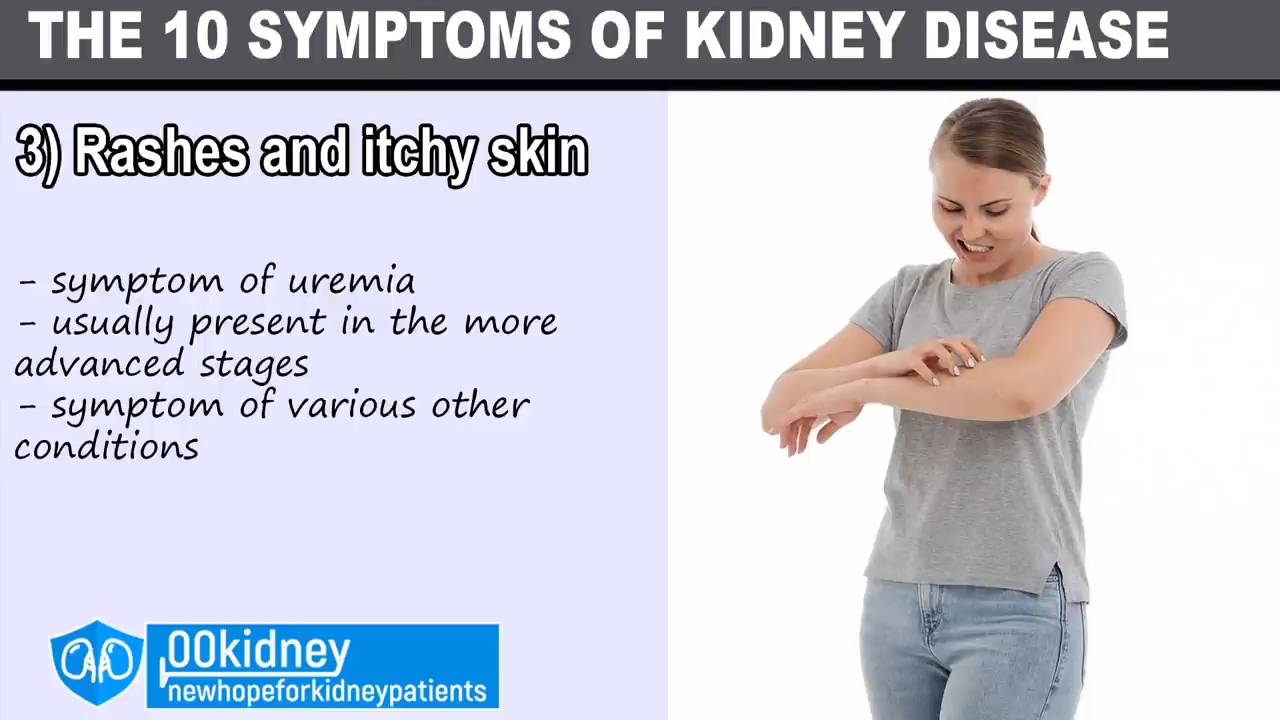 THE 10 SYMPTOMS OF KIDNEY DISEASE
3) Rashes and itchy skin
- symptom of uremia
- usually present in the more
advanced stages
- symptom of various other
conditions
00kidney
newhopeforkidneypatients